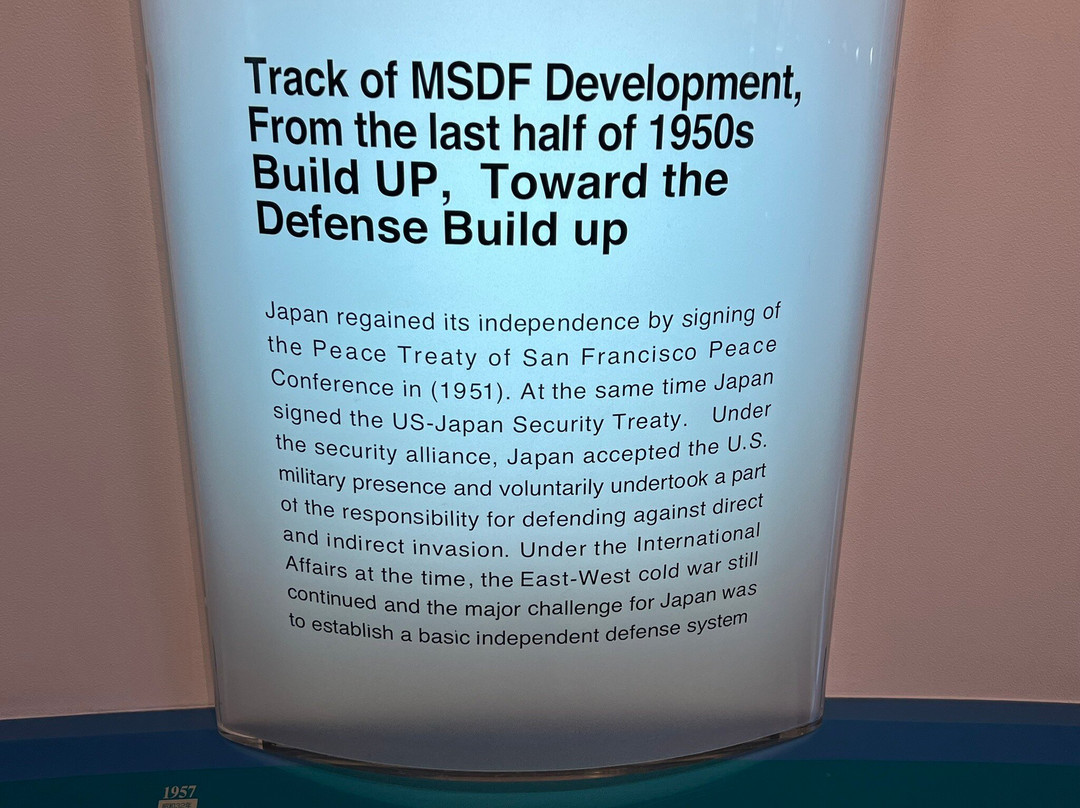 Track of MSDF Development,
From the last half of 1950s
Build UP, Toward the
Defense Build up
Japan regained its independence by signing of
the Peace Treaty of San Francisco Peace
Conference in (1951). At the same time Japan
signed the US-Japan Security Treaty. Under
the security alliance, Japan accepted the U.S.
military presence and voluntarily undertook a part
of the responsibility for defending against direct
and indirect invasion. Under the International
Affairs at the time, the East-West cold war still
continued and the major challenge for Japan was
to establish a basic independent defense system
1957